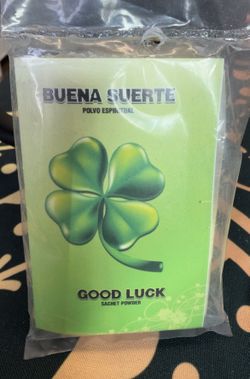 BUENA SUERTE
POLVO ESPIRITUAL
GOOD LUCK
SACHET POWDER